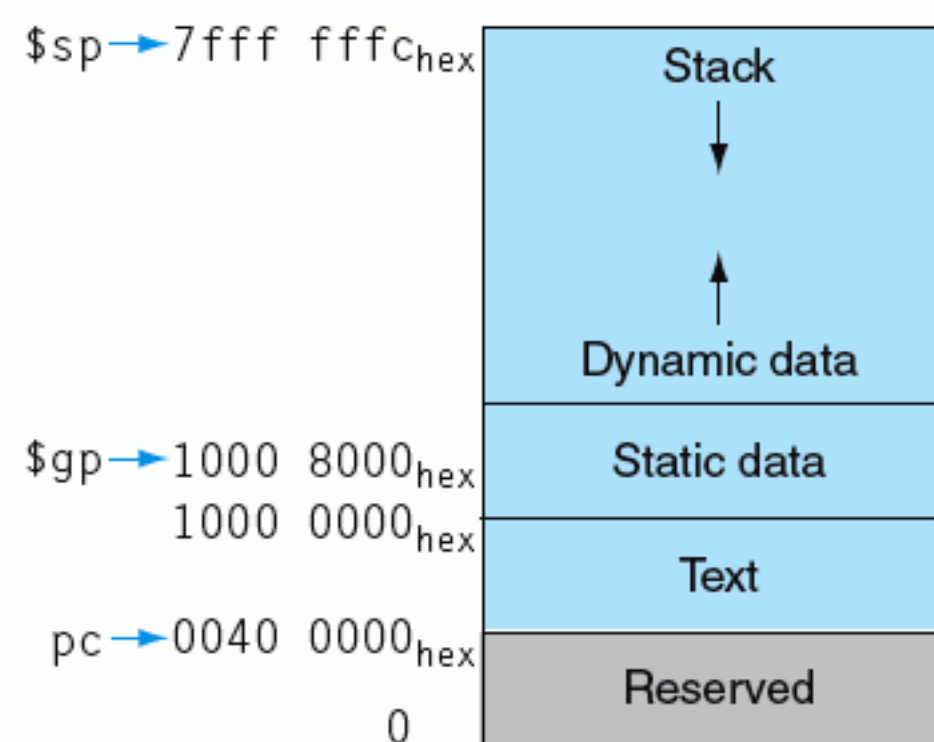 $sp 7fff fffchex
Stack
Dynamic data
$gp 1000 8000hex
Static data
1000 0000hex
Text
pc 0040 0000hex
Reserved
0